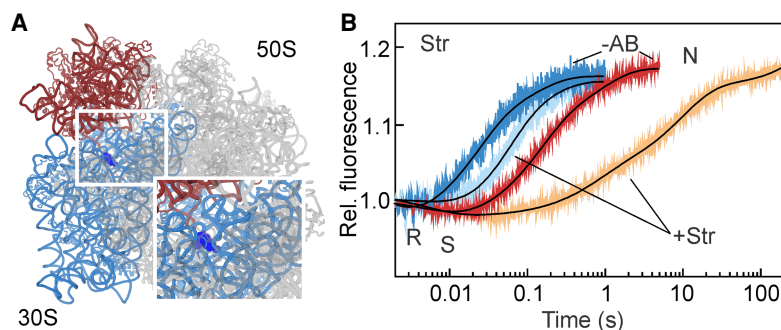 A
50S
30S
B
Str
-AB
N
1.2
1.1
1.0
Rel. fluorescence
R
S
+Str
0.01 0.1 1 10 100
Time (s)